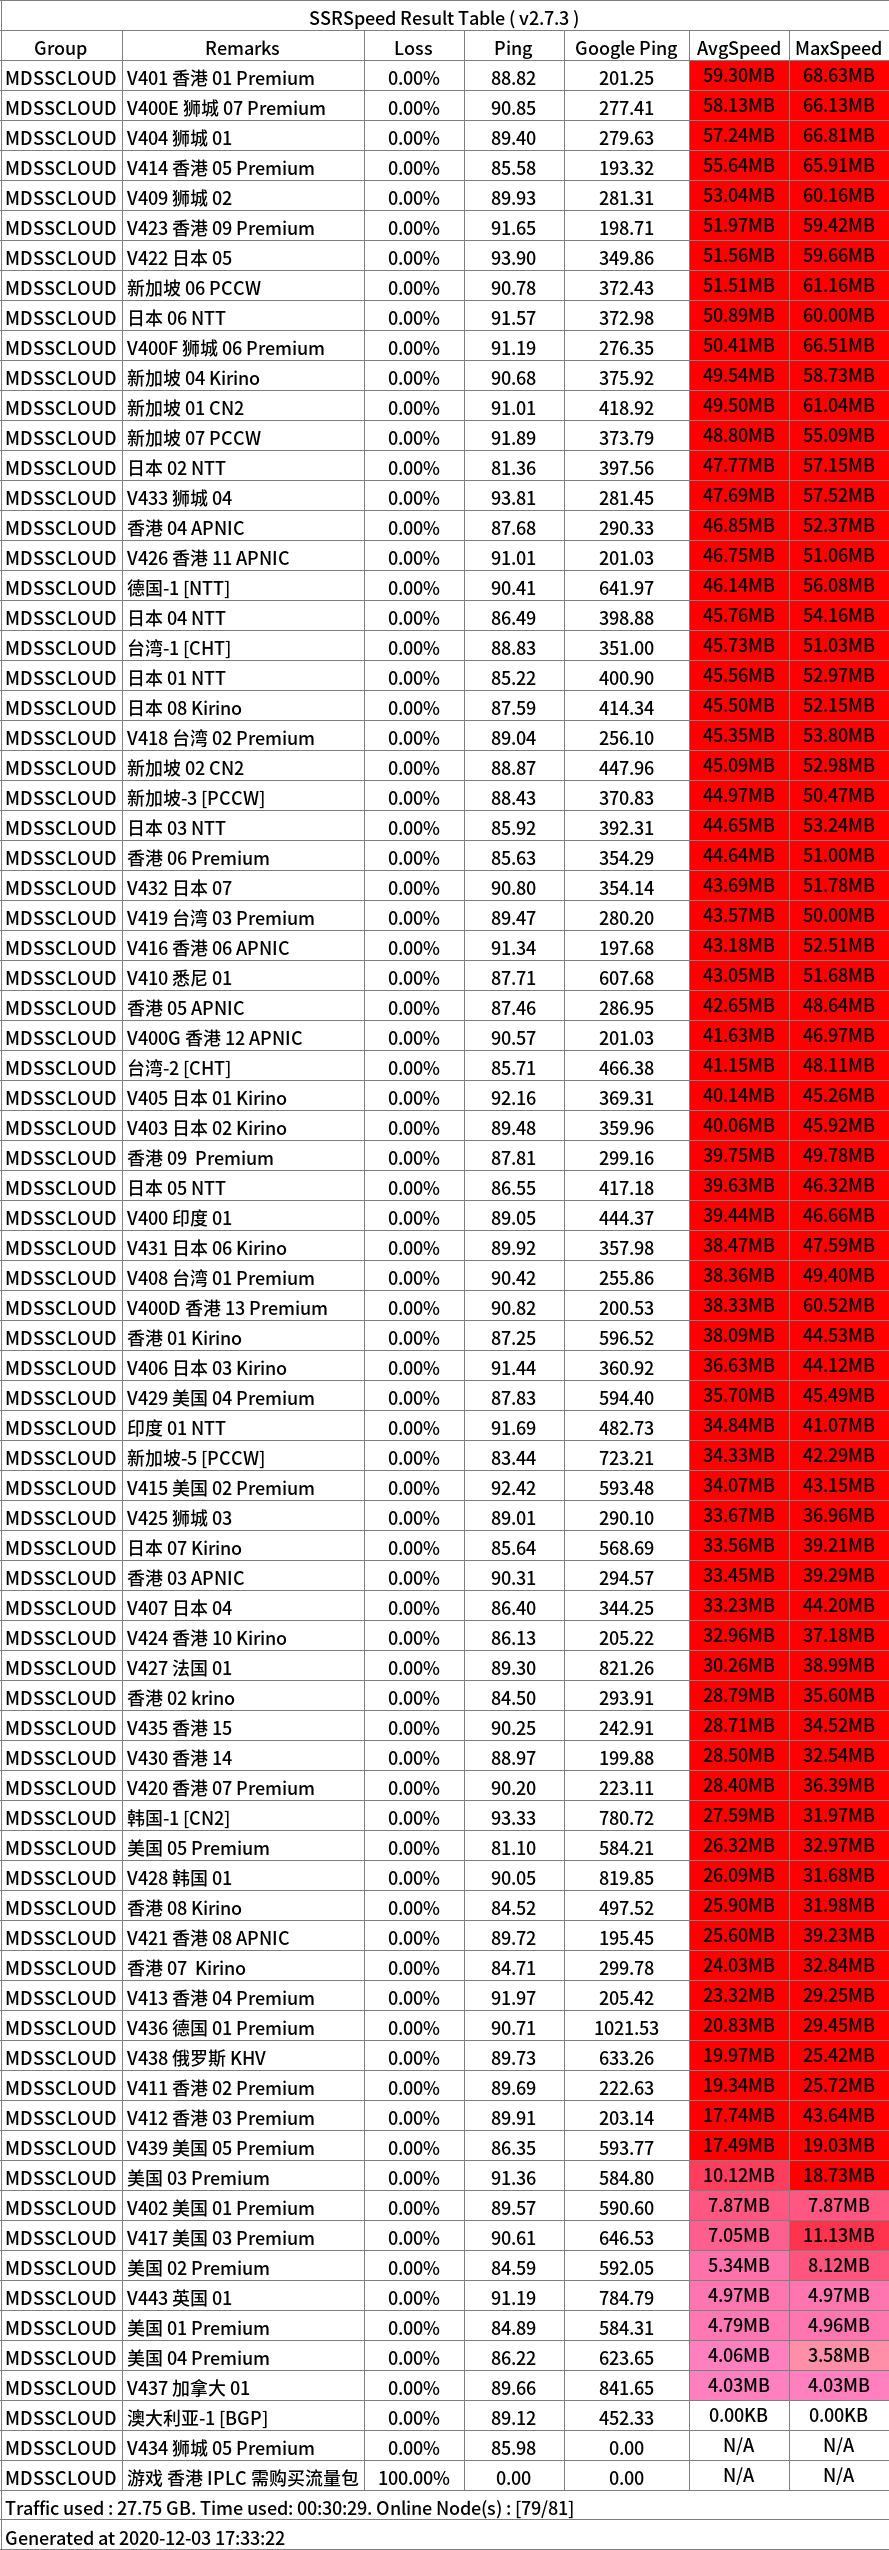 SSRSpeed Result Table ( v2.7.3 )
Group Remarks Loss Ping Google Ping AvgSpeed MaxSpeed
MDSSCLOUD V401 香港 01 Premium 0.00% 88.82 201.25 59.30MB 68.63MB
MDSSCLOUD V400E 狮城 07 Premium 0.00% 90.85 277.41 58.13MB 66.13MB
MDSSCLOUD V404 狮城 01 0.00% 89.40 279.63 57.24MB 66.81MB
MDSSCLOUD V414 香港 05 Premium 0.00% 85.58 193.32 55.64MB 65.91MB
MDSSCLOUD V409 狮城 02 0.00% 89.93 281.31 53.04MB 60.16MB
MDSSCLOUD V423 香港 09 Premium 0.00% 91.65 198.71 51.97MB 59.42MB
MDSSCLOUD V422 日本 05 0.00% 93.90 349.86 51.56MB 59.66MB
MDSSCLOUD 新加坡 06 PCCW 0.00% 90.78 372.43 51.51MB 61.16MB
MDSSCLOUD 日本 06 NTT 0.00% 91.57 372.98 50.89MB 60.00MB
MDSSCLOUD V400F 狮城 06 Premium 0.00% 91.19 276.35 50.41MB 66.51MB
MDSSCLOUD 新加坡 04 Kirino 0.00% 90.68 375.92 49.54MB 58.73MB
MDSSCLOUD 新加坡 01 CN2 0.00% 91.01 418.92 49.50MB 61.04MB
MDSSCLOUD 新加坡 07 PCCW 0.00% 91.89 373.79 48.80MB 55.09MB
MDSSCLOUD 日本 02 NTT 0.00% 81.36 397.56 47.77MB 57.15MB
MDSSCLOUD V433 狮城 04 0.00% 93.81 281.45 47.69MB 57.52MB
MDSSCLOUD 香港 04 APNIC 0.00% 87.68 290.33 46.85MB 52.37MB
MDSSCLOUD V426 香港 11 APNIC 0.00% 91.01 201.03 46.75MB 51.06MB
MDSSCLOUD 德国-1 [NTT] 0.00% 90.41 641.97 46.14MB 56.08MB
MDSSCLOUD 日本 04 NTT 0.00% 86.49 398.88 45.76MB 54.16MB
MDSSCLOUD 台湾-1 [CHT] 0.00% 88.83 351.00 45.73MB 51.03MB
MDSSCLOUD 日本 01 NTT 0.00% 85.22 400.90 45.56MB 52.97MB
MDSSCLOUD 日本 08 Kirino 0.00% 87.59 414.34 45.50MB 52.15MB
MDSSCLOUD V418 台湾 02 Premium 0.00% 89.04 256.10 45.35MB 53.80MB
MDSSCLOUD 新加坡 02 CN2 0.00% 88.87 447.96 45.09MB 52.98MB
MDSSCLOUD 新加坡-3 [PCCW] 0.00% 88.43 370.83 44.97MB 50.47MB
MDSSCLOUD 日本 03 NTT 0.00% 85.92 392.31 44.65MB 53.24MB
MDSSCLOUD 香港 06 Premium 0.00% 85.63 354.29 44.64MB 51.00MB
MDSSCLOUD V432 日本 07 0.00% 90.80 354.14 43.69MB 51.78MB
MDSSCLOUD V419 台湾 03 Premium 0.00% 89.47 280.20 43.57MB 50.00MB
MDSSCLOUD V416 香港 06 APNIC 0.00% 91.34 197.68 43.18MB 52.51MB
MDSSCLOUD V410 悉尼 01 0.00% 87.71 607.68 43.05MB 51.68MB
MDSSCLOUD 香港 05 APNIC 0.00% 87.46 286.95 42.65MB 48.64MB
MDSSCLOUD V400G 香港 12 APNIC 0.00% 90.57 201.03 41.63MB 46.97MB
MDSSCLOUD 台湾-2 [CHT] 0.00% 85.71 466.38 41.15MB 48.11MB
MDSSCLOUD V405 日本 01 Kirino 0.00% 92.16 369.31 40.14MB 45.26MB
MDSSCLOUD V403 日本 02 Kirino 0.00% 89.48 359.96 40.06MB 45.92MB
MDSSCLOUD 香港 09  Premium 0.00% 87.81 299.16 39.75MB 49.78MB
MDSSCLOUD 日本 05 NTT 0.00% 86.55 417.18 39.63MB 46.32MB
MDSSCLOUD V400 印度 01 0.00% 89.05 444.37 39.44MB 46.66MB
MDSSCLOUD V431 日本 06 Kirino 0.00% 89.92 357.98 38.47MB 47.59MB
MDSSCLOUD V408 台湾 01 Premium 0.00% 90.42 255.86 38.36MB 49.40MB
MDSSCLOUD V400D 香港 13 Premium 0.00% 90.82 200.53 38.33MB 60.52MB
MDSSCLOUD 香港 01 Kirino 0.00% 87.25 596.52 38.09MB 44.53MB
MDSSCLOUD V406 日本 03 Kirino 0.00% 91.44 360.92 36.63MB 44.12MB
MDSSCLOUD V429 美国 04 Premium 0.00% 87.83 594.40 35.70MB 45.49MB
MDSSCLOUD 印度 01 NTT 0.00% 91.69 482.73 34.84MB 41.07MB
MDSSCLOUD 新加坡-5 [PCCW] 0.00% 83.44 723.21 34.33MB 42.29MB
MDSSCLOUD V415 美国 02 Premium 0.00% 92.42 593.48 34.07MB 43.15MB
MDSSCLOUD V425 狮城 03 0.00% 89.01 290.10 33.67MB 36.96MB
MDSSCLOUD 日本 07 Kirino 0.00% 85.64 568.69 33.56MB 39.21MB
MDSSCLOUD 香港 03 APNIC 0.00% 90.31 294.57 33.45MB 39.29MB
MDSSCLOUD V407 日本 04 0.00% 86.40 344.25 33.23MB 44.20MB
MDSSCLOUD V424 香港 10 Kirino 0.00% 86.13 205.22 32.96MB 37.18MB
MDSSCLOUD V427 法国 01 0.00% 89.30 821.26 30.26MB 38.99MB
MDSSCLOUD 香港 02 krino 0.00% 84.50 293.91 28.79MB 35.60MB
MDSSCLOUD V435 香港 15 0.00% 90.25 242.91 28.71MB 34.52MB
MDSSCLOUD V430 香港 14 0.00% 88.97 199.88 28.50MB 32.54MB
MDSSCLOUD V420 香港 07 Premium 0.00% 90.20 223.11 28.40MB 36.39MB
MDSSCLOUD 韩国-1 [CN2] 0.00% 93.33 780.72 27.59MB 31.97MB
MDSSCLOUD 美国 05 Premium 0.00% 81.10 584.21 26.32MB 32.97MB
MDSSCLOUD V428 韩国 01 0.00% 90.05 819.85 26.09MB 31.68MB
MDSSCLOUD 香港 08 Kirino 0.00% 84.52 497.52 25.90MB 31.98MB
MDSSCLOUD V421 香港 08 APNIC 0.00% 89.72 195.45 25.60MB 39.23MB
MDSSCLOUD 香港 07  Kirino 0.00% 84.71 299.78 24.03MB 32.84MB
MDSSCLOUD V413 香港 04 Premium 0.00% 91.97 205.42 23.32MB 29.25MB
MDSSCLOUD V436 德国 01 Premium 0.00% 90.71 1021.53 20.83MB 29.45MB
MDSSCLOUD V438 俄罗斯 KHV 0.00% 89.73 633.26 19.97MB 25.42MB
MDSSCLOUD V411 香港 02 Premium 0.00% 89.69 222.63 19.34MB 25.72MB
MDSSCLOUD V412 香港 03 Premium 0.00% 89.91 203.14 17.74MB 43.64MB
MDSSCLOUD V439 美国 05 Premium 0.00% 86.35 593.77 17.49MB 19.03MB
MDSSCLOUD 美国 03 Premium 0.00% 91.36 584.80 10.12MB 18.73MB
MDSSCLOUD V402 美国 01 Premium 0.00% 89.57 590.60 7.87MB 7.87MB
MDSSCLOUD V417 美国 03 Premium 0.00% 90.61 646.53 7.05MB 11.13MB
MDSSCLOUD 美国 02 Premium 0.00% 84.59 592.05 5.34MB 8.12MB
MDSSCLOUD V443 英国 01 0.00% 91.19 784.79 4.97MB 4.97MB
MDSSCLOUD 美国 01 Premium 0.00% 84.89 584.31 4.79MB 4.96MB
MDSSCLOUD 美国 04 Premium 0.00% 86.22 623.65 4.06MB 3.58MB
MDSSCLOUD V437 加拿大 01 0.00% 89.66 841.65 4.03MB 4.03MB
MDSSCLOUD 澳大利亚-1 [BGP] 0.00% 89.12 452.33 0.00KB 0.00KB
MDSSCLOUD V434 狮城 05 Premium 0.00% 85.98 0.00 N/A N/A
MDSSCLOUD 游戏 香港 IPLC 需购买流量包 100.00% 0.00 0.00 N/A N/A
Traffic used : 27.75 GB. Time used: 00:30:29. Online Node(s) : [79/81]
Generated at 2020-12-03 17:33:22